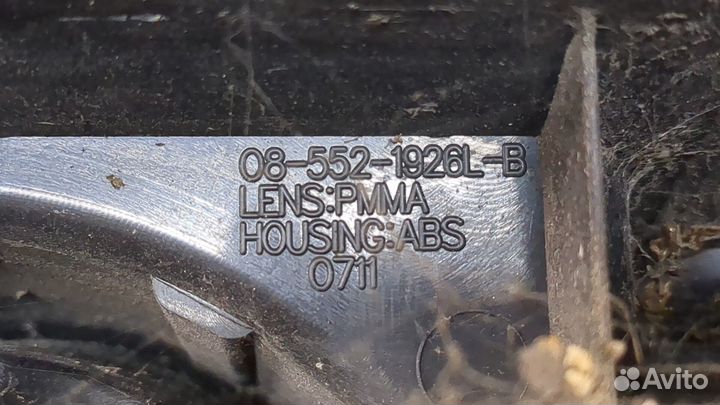 08-552-1926L-B
LENS:PMMA
HOUSING:ABS
0711
Avito